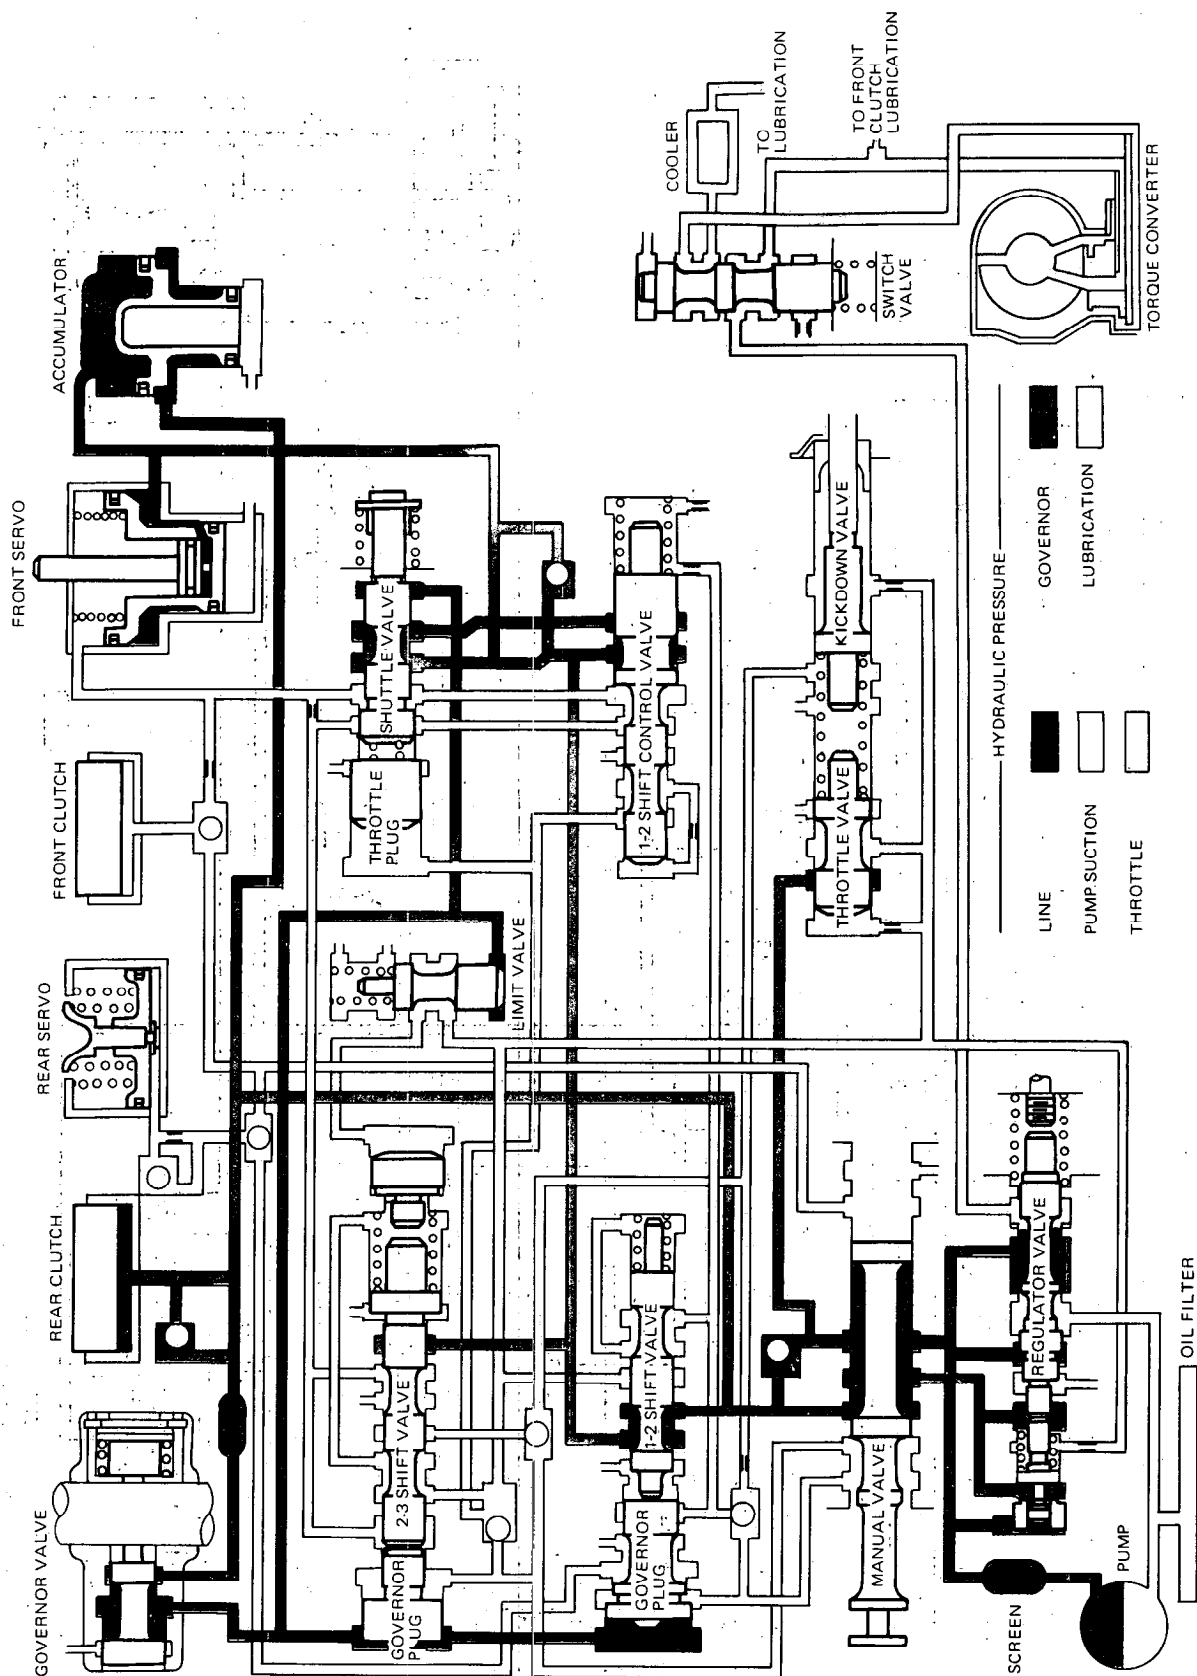 GOVERNOR VALVE
REAR CLUTCH
REAR SERVO
FRONT CLUTCH
FRONT SERVO
ACCUMULATOR
GOVERNOR
PLUG
2-3 SHIFT VALVE
LIMIT VALVE
THROTTLE
PLUG
SHUTTLE VALVE
GOVERNOR
PLUG
1-2 SHIFT VALVE
1-2 SHIFT CONTROL VALVE
COOLER
TO
LUBRICATION
TO FRONT
CLUTCH
LUBRICATION
SWITCH
VALVE
MANUAL VALVE
THROTTLE VALVE
KICKDOWN VALVE
SCREEN
PUMP
REGULATOR VALVE
OIL FILTER
TORQUE CONVERTER
HYDRAULIC PRESSURE
LINE
GOVERNOR
PUMP SUCTION
LUBRICATION
THROTTLE